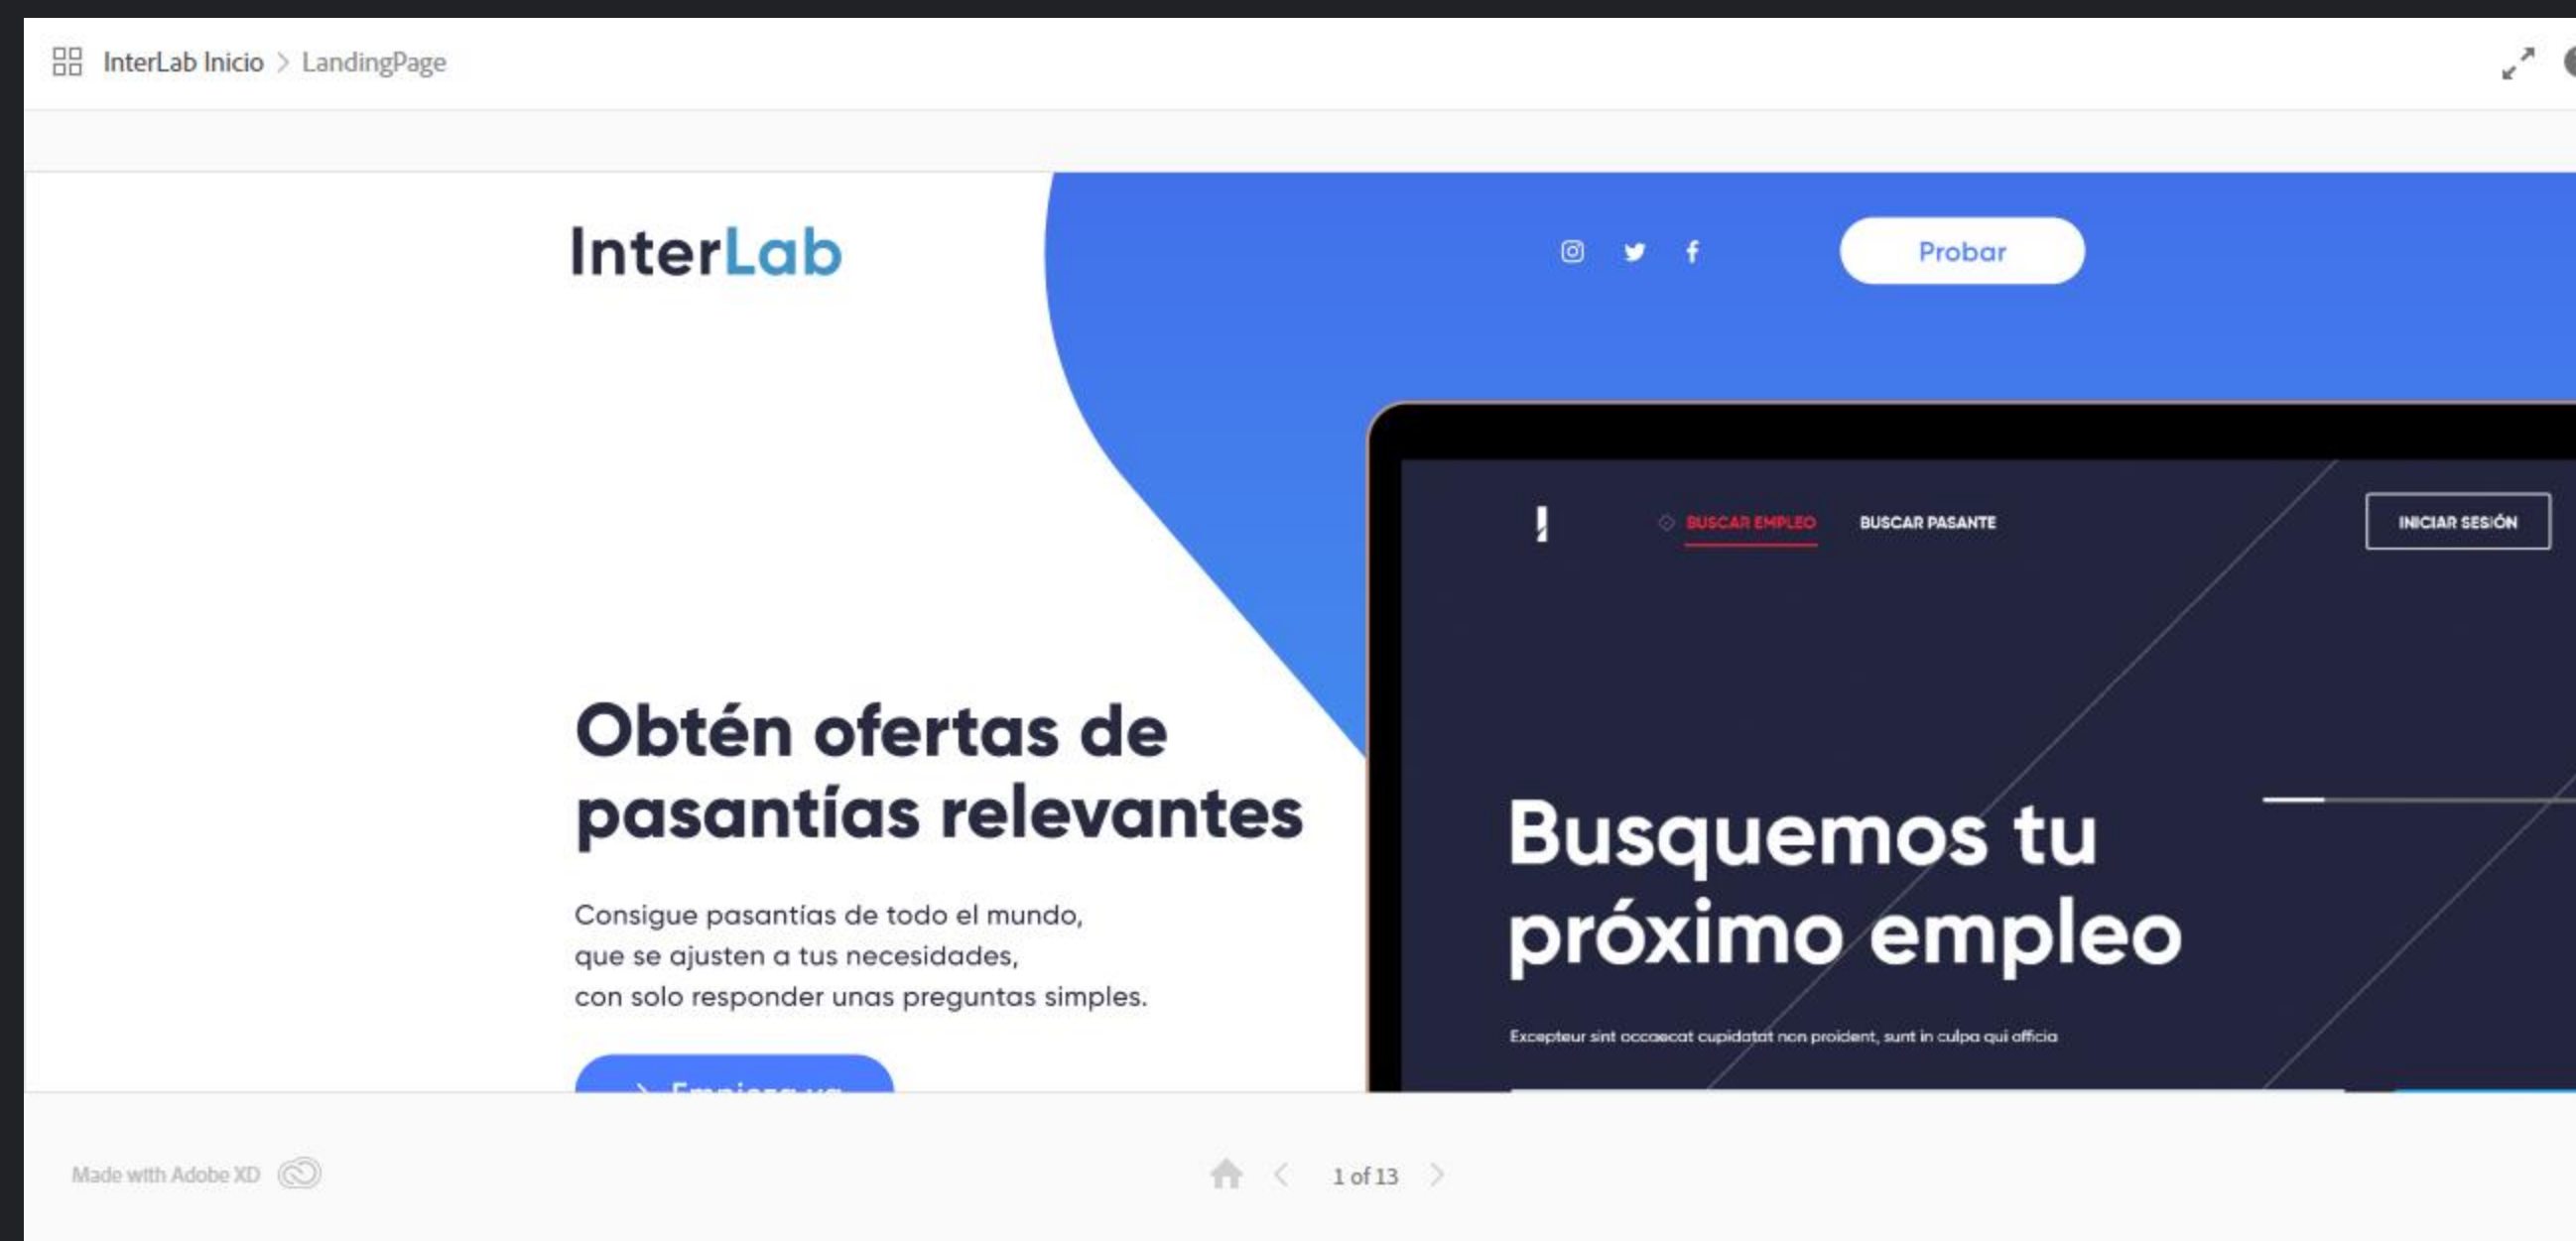 InterLab Inicio > LandingPage
InterLab
Probar
BUSCAR EMPLEO BUSCAR PASANTE
INICIAR SESIÓN
Obtén ofertas de
pasantías relevantes
Consigue pasantías de todo el mundo,
que se ajusten a tus necesidades,
con solo responder unas preguntas simples.
Empieza ya
Busquemos tu
próximo empleo
Excepteur sint occaecat cupidatat non proident, sunt in culpa qui officia
Made with Adobe XD
1 of 13